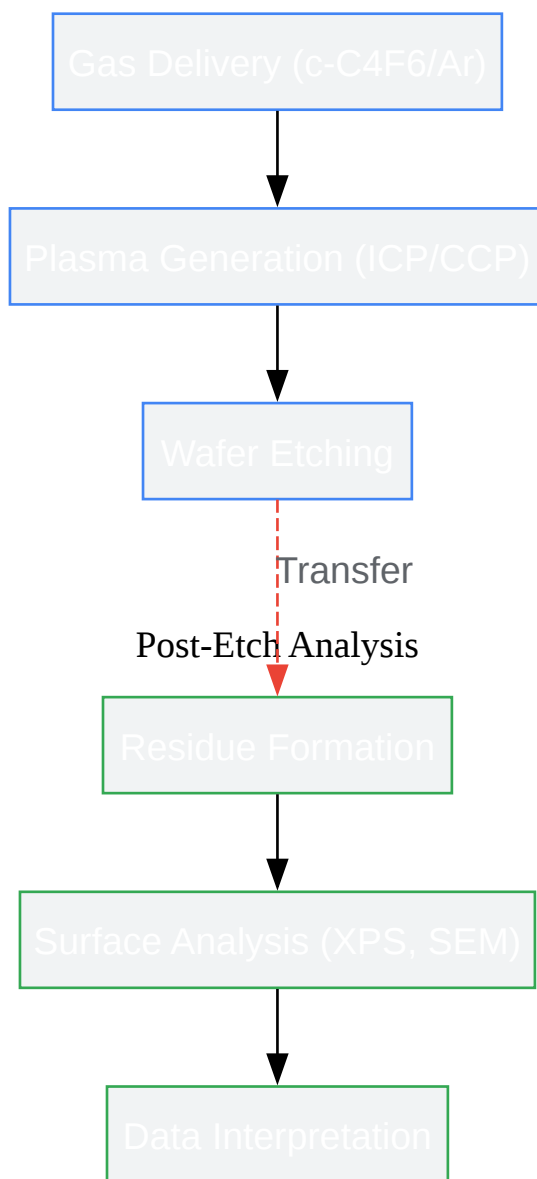 Gas Delivery (c-C4F6/Ar)
Plasma Generation (ICP/CCP)
Wafer Etching
Transfer
Post-Etch Analysis
Residue Formation
Surface Analysis (XPS, SEM)
Data Interpretation